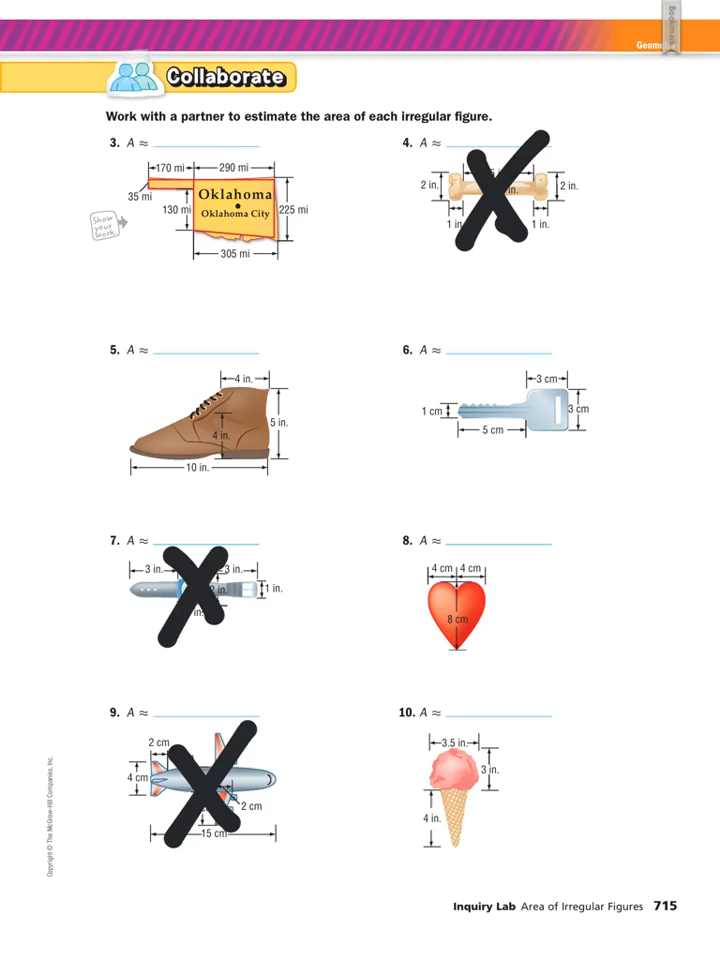 Bookmark
Collaborate
Work with a partner to estimate the area of each irregular figure.
3. A ≈
170 mi
290 mi
35 mi
Oklahoma
Oklahoma City
130 mi
225 mi
305 mi
Show
your
work.
4. A ≈
2 in.
in.
2 in.
1 in
1 in.
5. A ≈
4 in.
5 in.
4 in.
10 in.
6. A ≈
3 cm
1 cm
3 cm
5 cm
7. A ≈
3 in.
3 in.
in.
1 in.
in.
8. A ≈
4 cm
4 cm
8 cm
9. A ≈
2 cm
4 cm
2 cm
15 cm
10. A ≈
3.5 in.
3 in.
4 in.
Copyright © The McGraw-Hill Companies, Inc.
Inquiry Lab Area of Irregular Figures 715